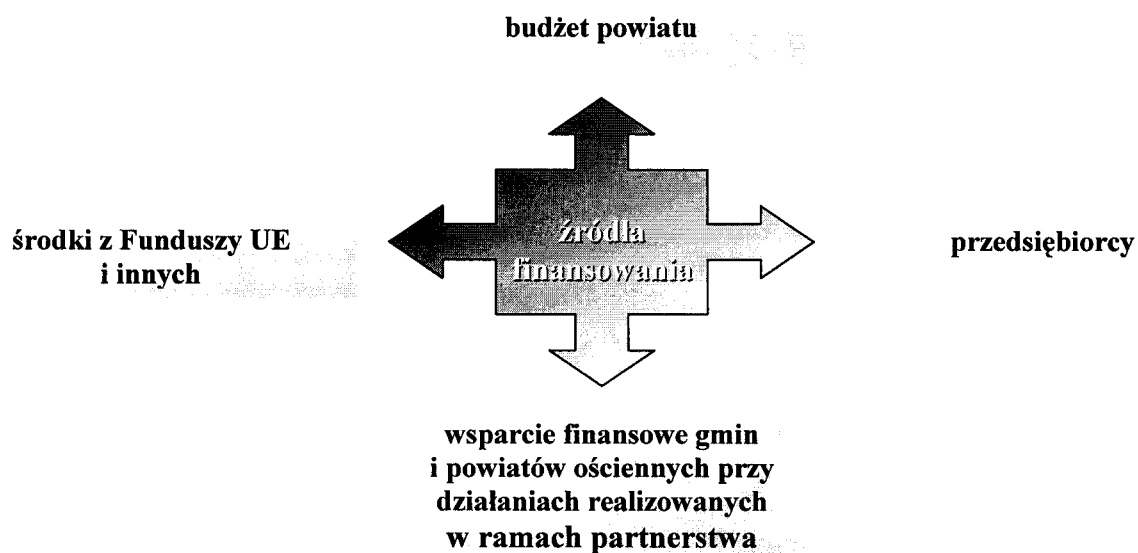 budżet powiatu
środki z Funduszy UE
i innych
źródła
finansowania
przedsiębiorcy
wsparcie finansowe gmin
i powiatów ościennych przy
działaniach realizowanych
w ramach partnerstwa